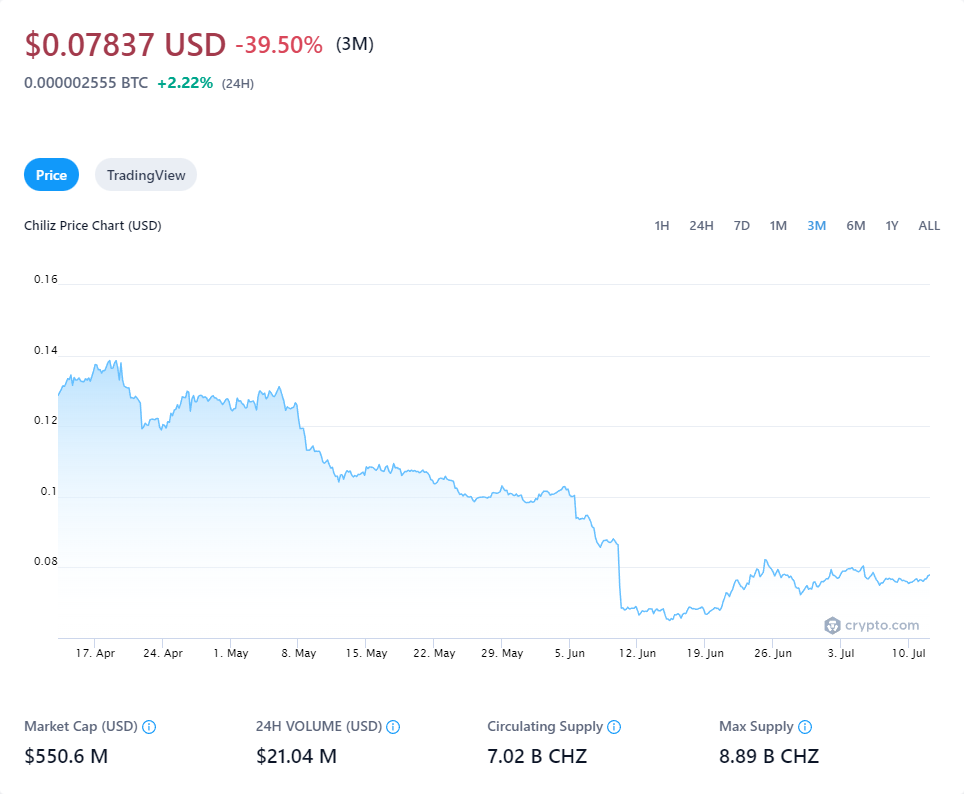 $0.07837 USD -39.50% (3M)
0.000002555 BTC +2.22% (24H)
Price TradingView
Chiliz Price Chart (USD) 1H 24H 7D 1M 3M 6M 1Y ALL
0.16
0.14
0.12
0.1
0.08
crypto.com
17. Apr 24. Apr 1. May 8. May 15. May 22. May 29. May 5. Jun 12. Jun 19. Jun 26. Jun 3. Jul 10. Jul
Market Cap (USD) 24H VOLUME (USD) Circulating Supply Max Supply
$550.6 M $21.04 M 7.02 B CHZ 8.89 B CHZ